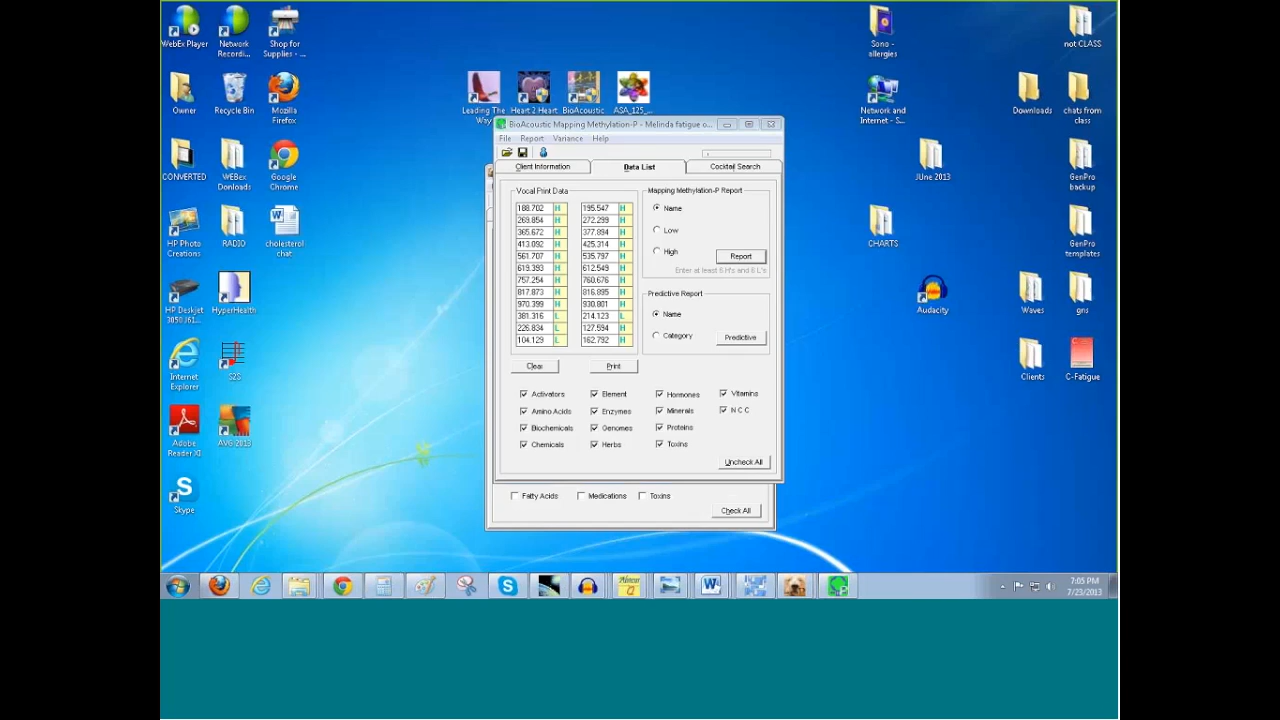 WebEx Player
Network Recordi...
Shop for Supplies - ...
Sono - allergies
not CLASS
Owner
Recycle Bin
Mozilla Firefox
Leading The Way
Heart 2 Heart
BioAcoustic
ASA_125_...
Network and Internet - S...
Downloads
chats from class
BioAcoustic Mapping Methylation-P - Melinda fatigue o...
File Report Variance Help
Client Information Data List Cocktail Search
CONVERTED
WEBex Donloads
Google Chrome
JUne 2013
GenPro backup
HP Photo Creations
RADIO
cholesterol chat
CHARTS
GenPro templates
HP Deskjet 3050 J61...
HyperHealth
Audacity
Waves
gns
Internet Explorer
S2S
Clients
C-Fatigue
Adobe Reader XI
AVG 2013
Skype
Vocal Print Data
188.702 H 195.547 H
269.854 H 272.299 H
365.672 H 377.894 H
413.092 H 425.314 H
561.707 H 535.797 H
619.393 H 612.549 H
757.254 H 760.676 H
817.873 H 816.895 H
970.399 H 930.801 H
381.316 L 214.123 L
226.834 L 127.594 H
104.129 L 162.792 H
Mapping Methylation-P Report
Name
Low
High
Report
Enter at least 6 H's and 6 L's
Predictive Report
Name
Category
Predictive
Clear
Print
Activators Element Hormones Vitamins
Amino Acids Enzymes Minerals N C C
Biochemicals Genomes Proteins
Chemicals Herbs Toxins
Uncheck All
Fatty Acids Medications Toxins
Check All
7:05 PM
7/23/2013